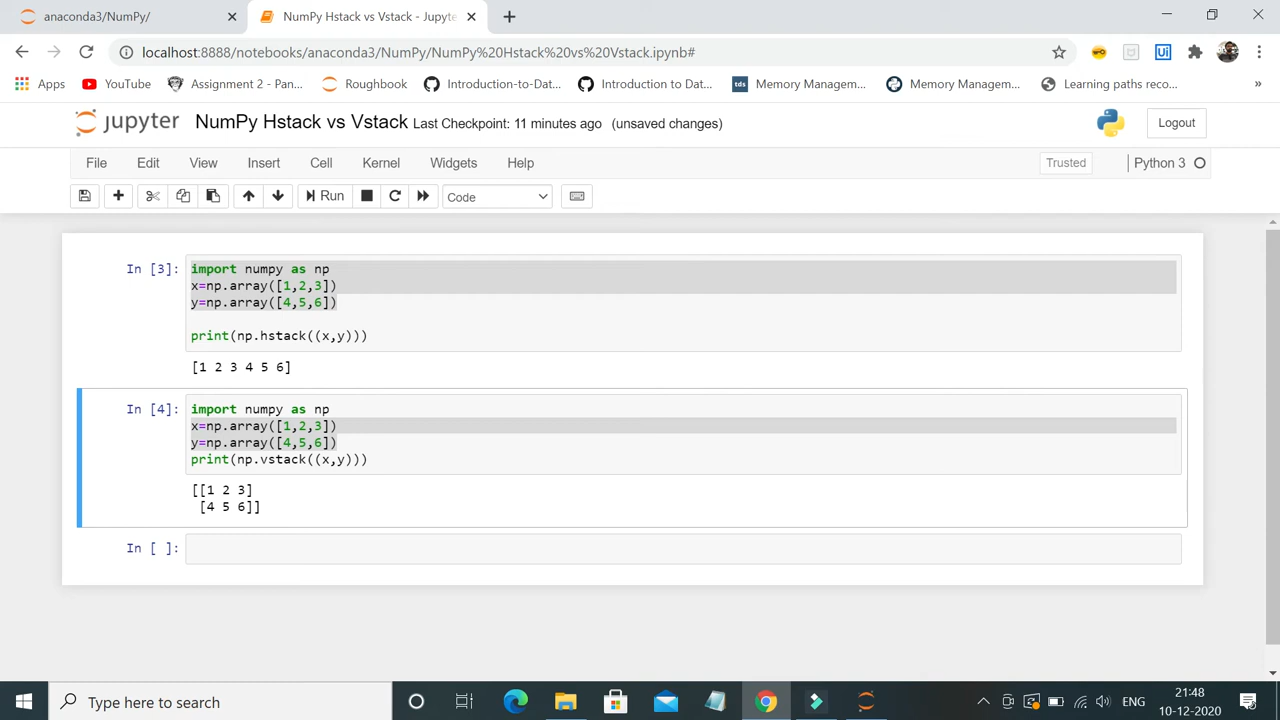 anaconda3/NumPy/
NumPy Hstack vs Vstack - Jupyte
localhost:8888/notebooks/anaconda3/NumPy/NumPy%20Hstack%20vs%20Vstack.ipynb#
Ui
Apps YouTube Assignment 2 - Pan... Roughbook Introduction-to-Dat... Introduction to Dat... tds Memory Managem... Memory Managem... Learning paths reco... »
jupyter NumPy Hstack vs Vstack Last Checkpoint: 11 minutes ago (unsaved changes) Logout
File Edit View Insert Cell Kernel Widgets Help Trusted Python 3
Run Code
In [3]: import numpy as np
x=np.array([1,2,3])
y=np.array([4,5,6])
print(np.hstack((x,y)))
[1 2 3 4 5 6]
In [4]: import numpy as np
x=np.array([1,2,3])
y=np.array([4,5,6])
print(np.vstack((x,y)))
[[1 2 3]
[4 5 6]]
In [ ]:
Type here to search
ENG
21:48
10-12-2020